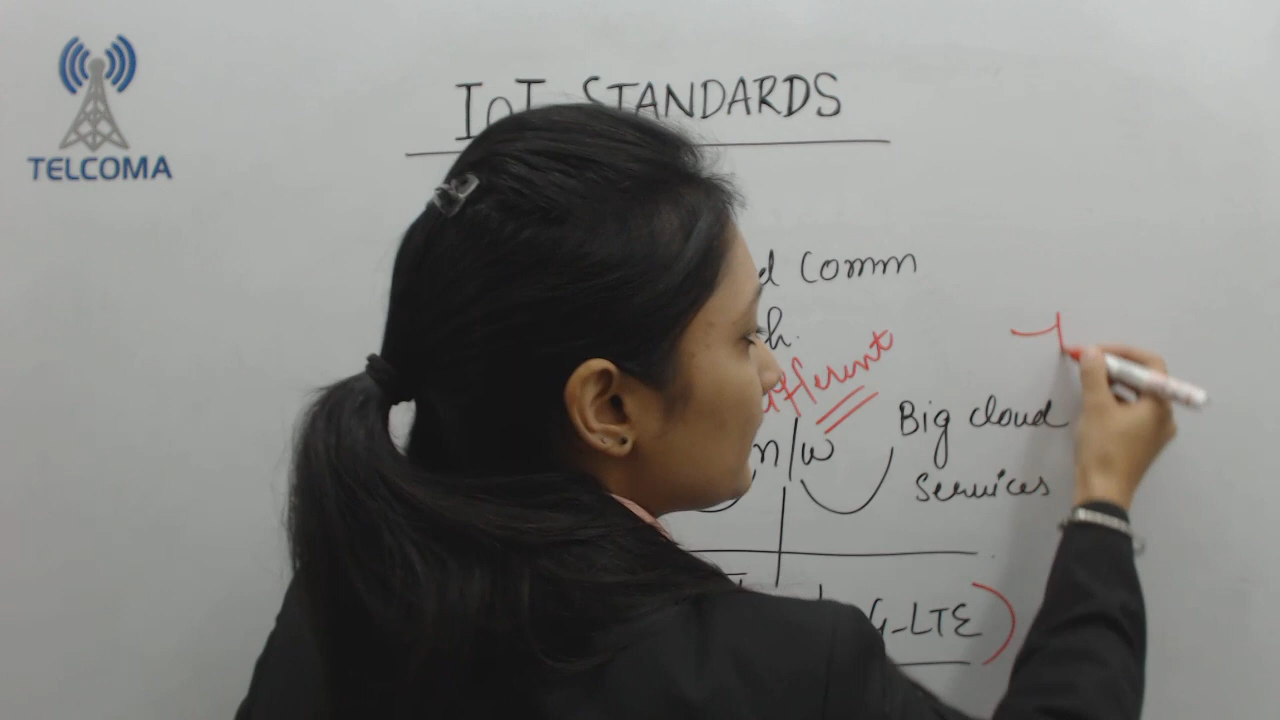 TELCOMA
IoT STANDARDS
Comm
different
n/w
Big cloud
Services
G-LTE